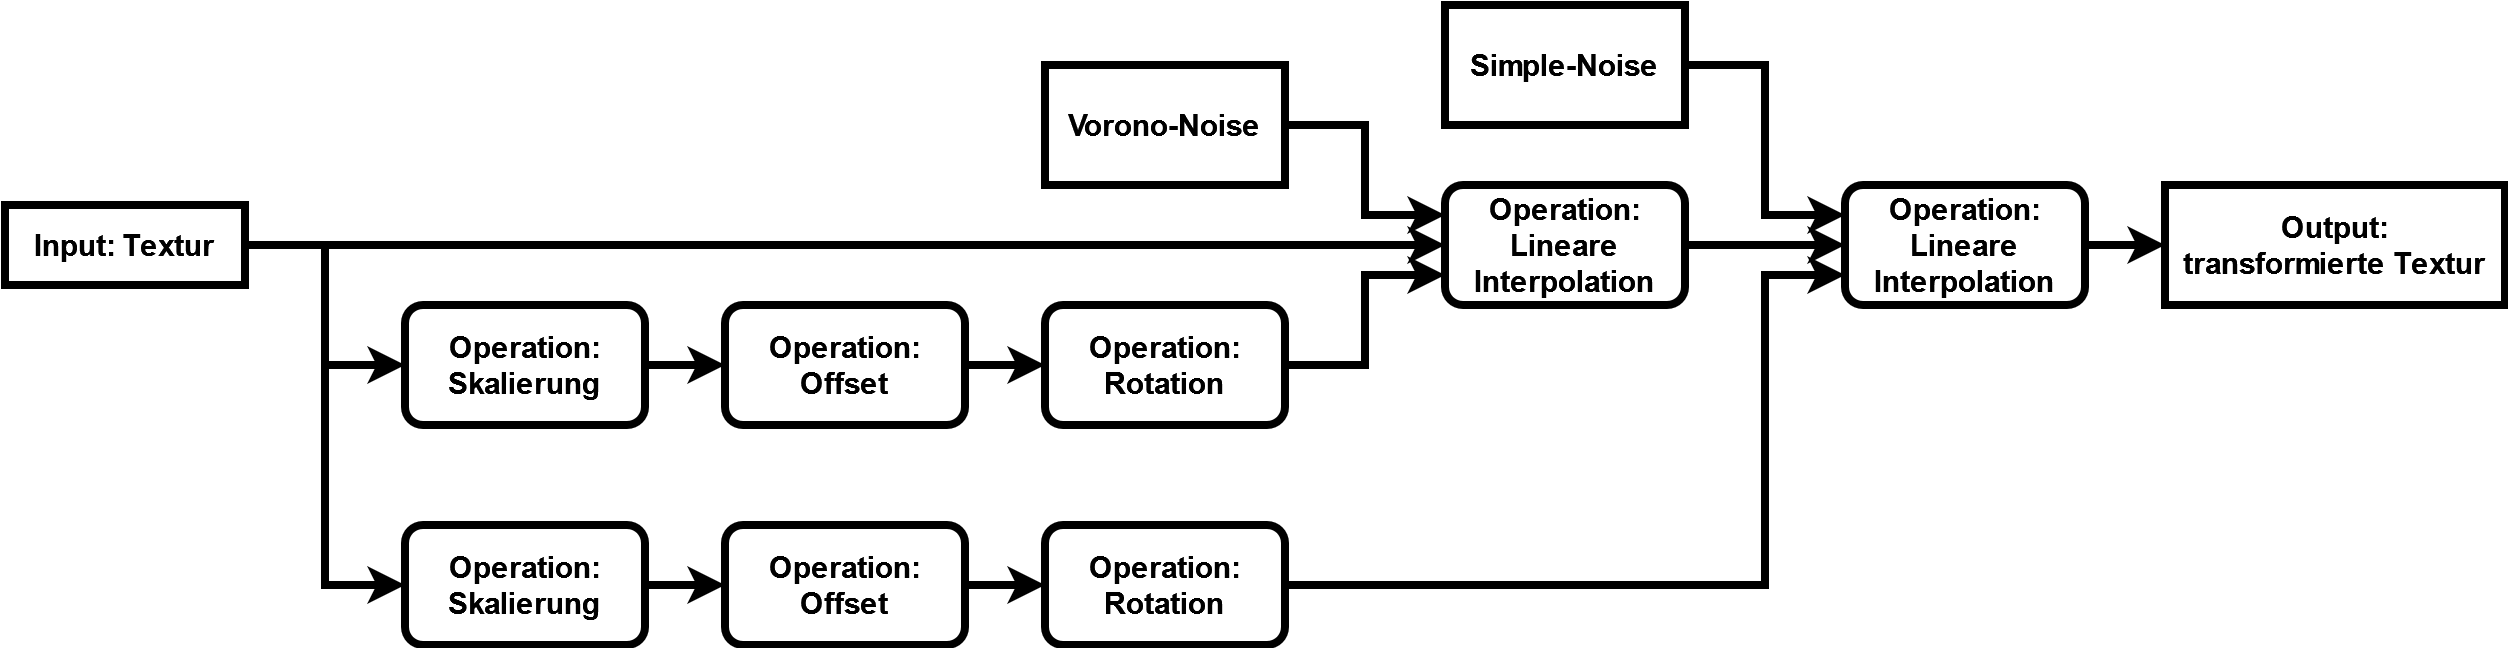 Simple-Noise
Vorono-Noise
Input: Textur
Operation:
Lineare
Interpolation
Operation:
Lineare
Interpolation
Output:
transformierte Textur
Operation:
Skalierung
Operation:
Offset
Operation:
Rotation
Operation:
Skalierung
Operation:
Offset
Operation:
Rotation